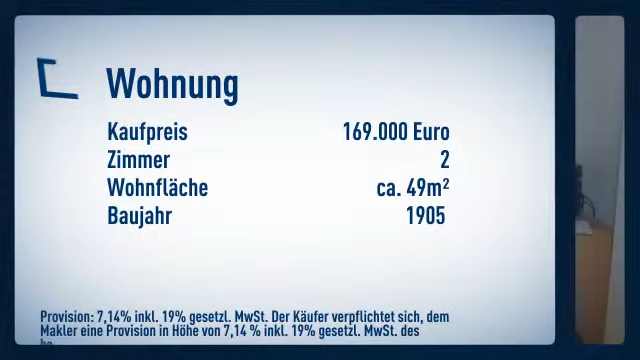 Wohnung
Kaufpreis 169.000 Euro
Zimmer 2
Wohnfläche ca. 49m²
Baujahr 1905
Provision: 7,14% inkl. 19% gesetzl. MwSt. Der Käufer verpflichtet sich, dem
Makler eine Provision in Höhe von 7,14 % inkl. 19% gesetzl. MwSt. des